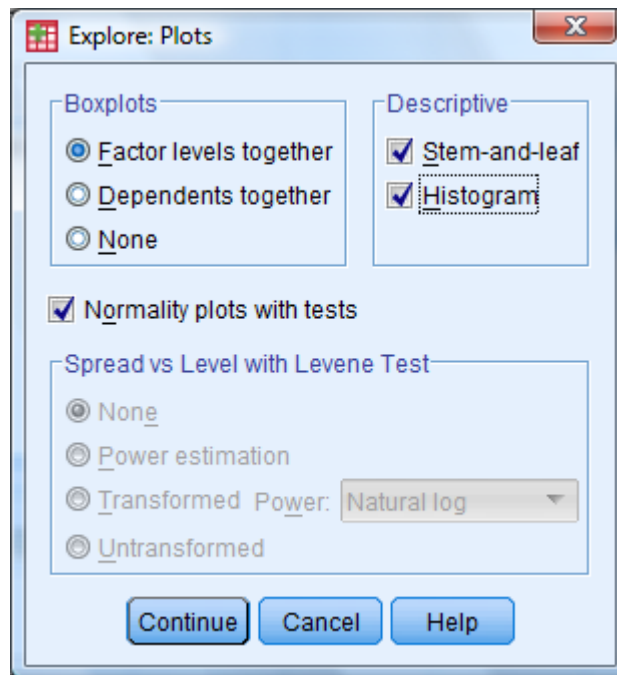 Explore: Plots
Boxplots
Factor levels together
Dependents together
None
Descriptive
Stem-and-leaf
Histogram
Normality plots with tests
Spread vs Level with Levene Test
None
Power estimation
Transformed Power: Natural log
Untransformed
Continue Cancel Help